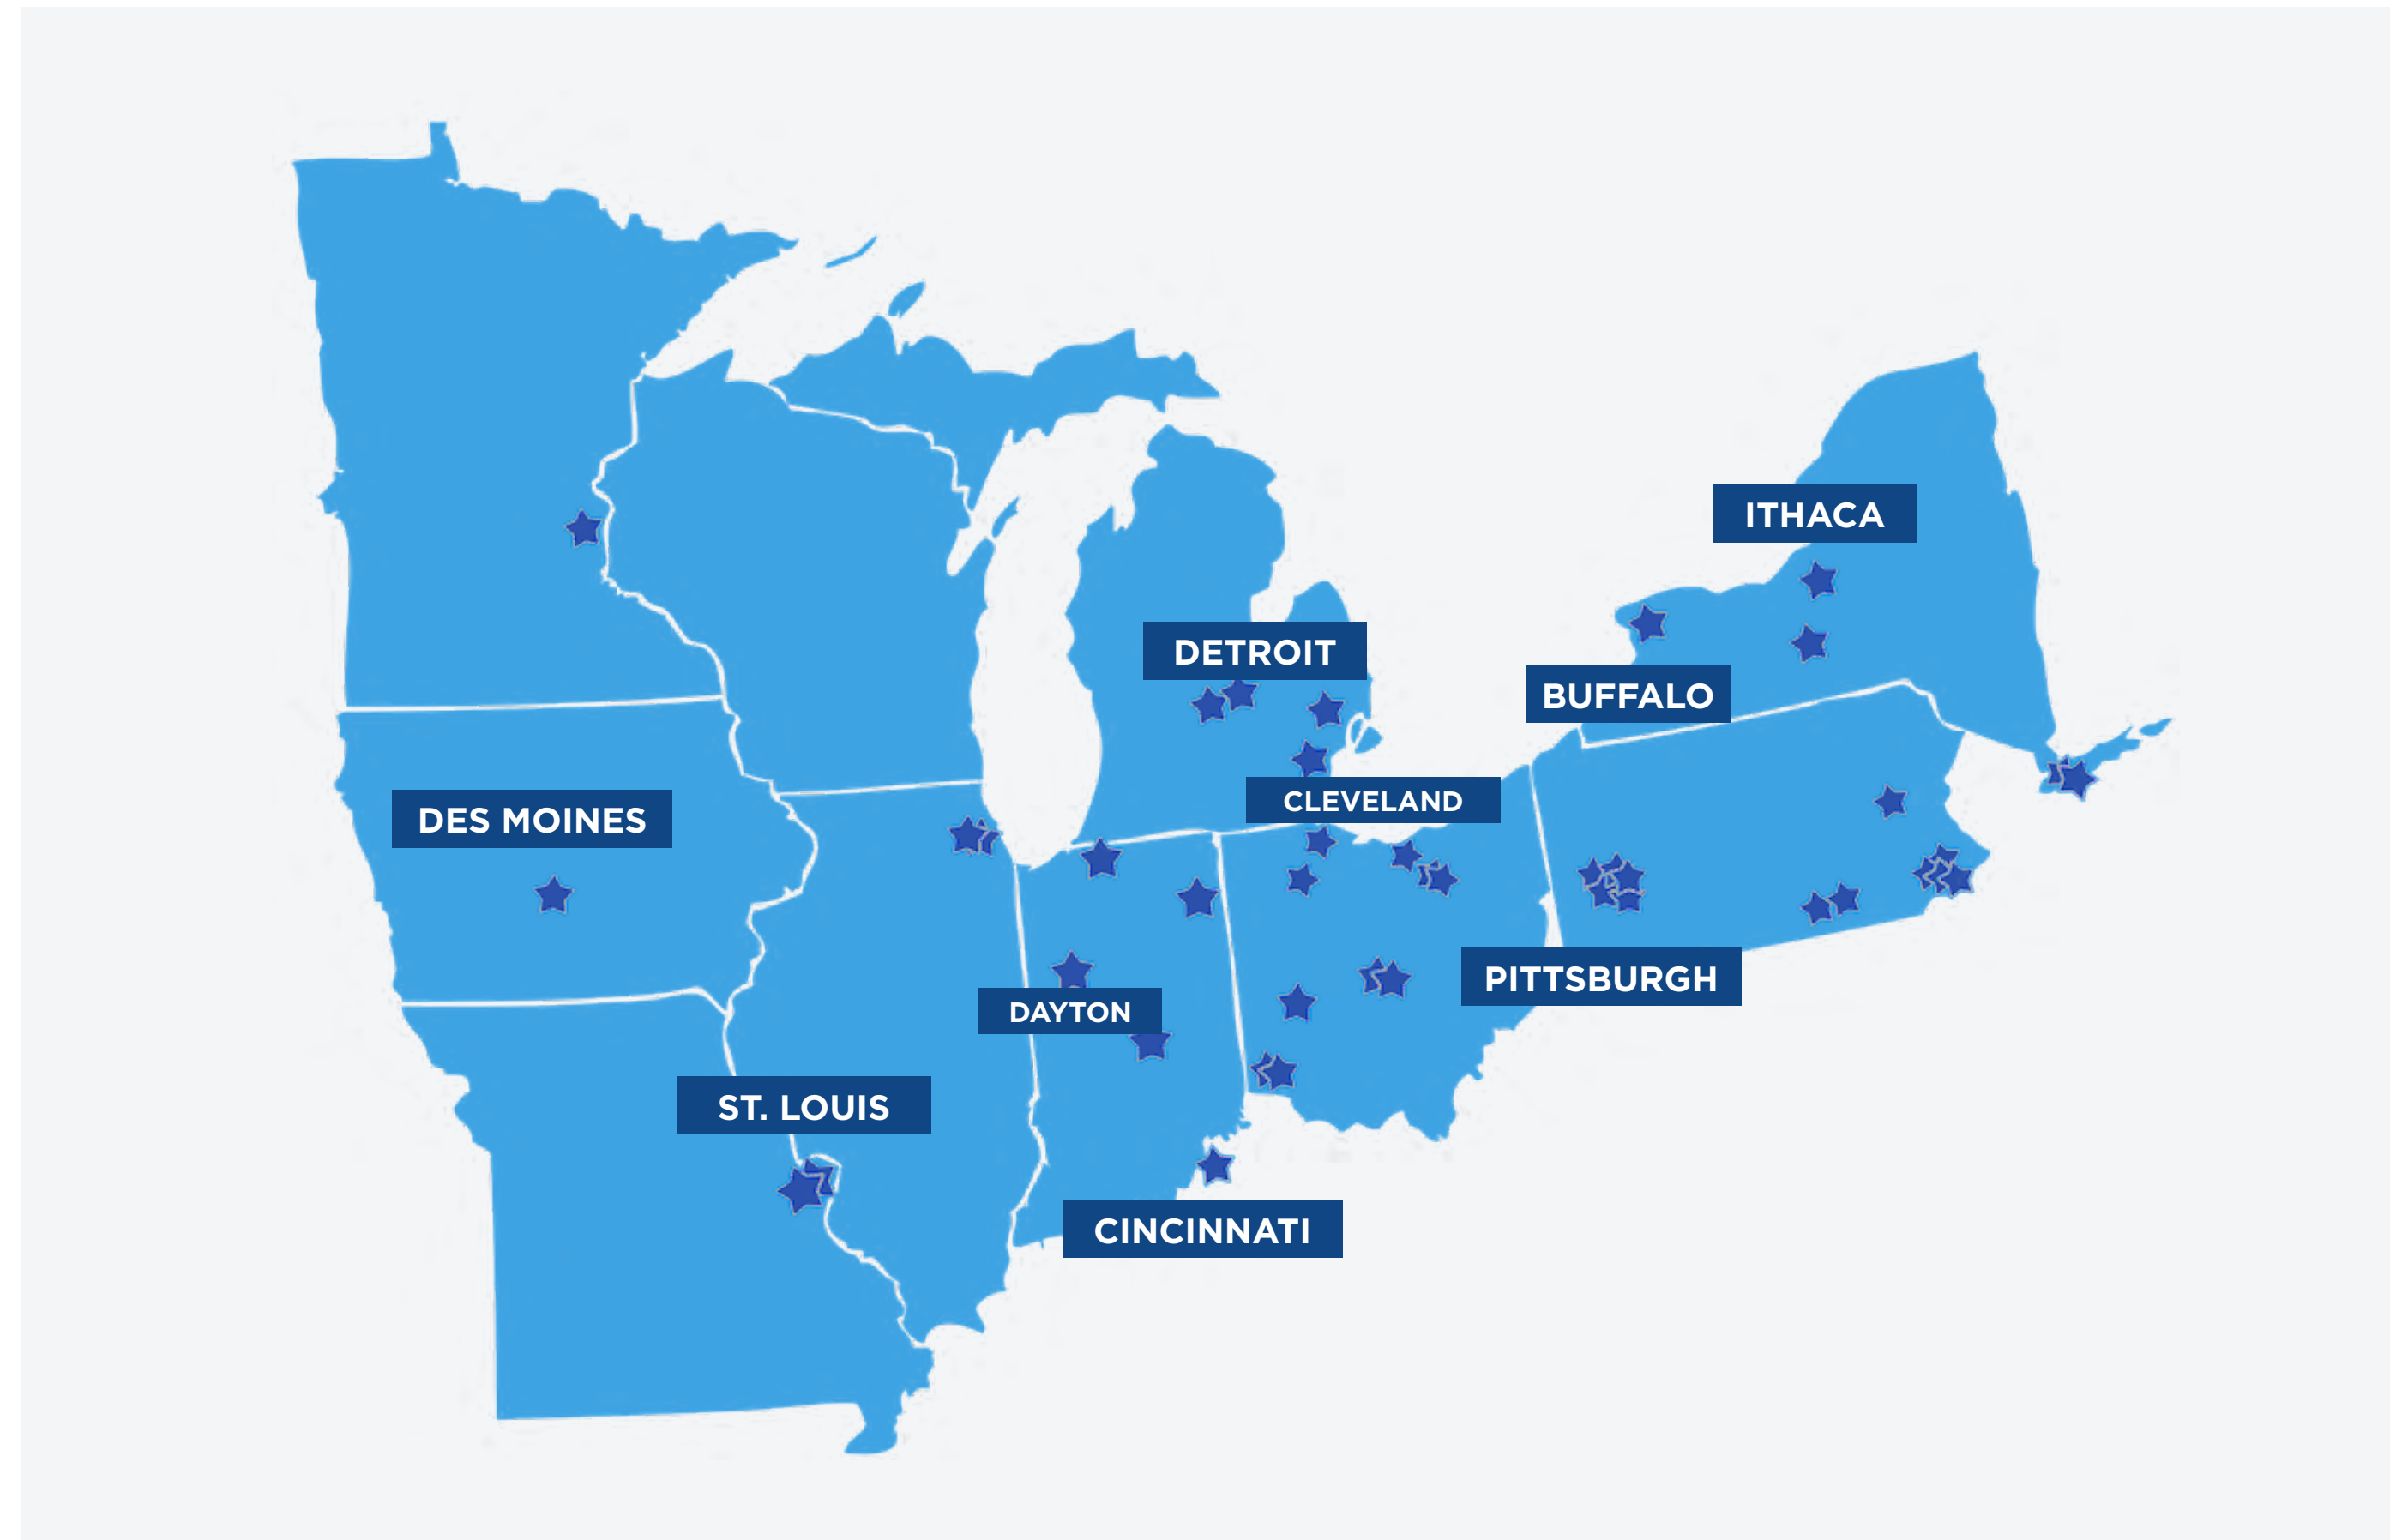 ITHACA
DETROIT
BUFFALO
CLEVELAND
DES MOINES
PITTSBURGH
DAYTON
ST. LOUIS
CINCINNATI